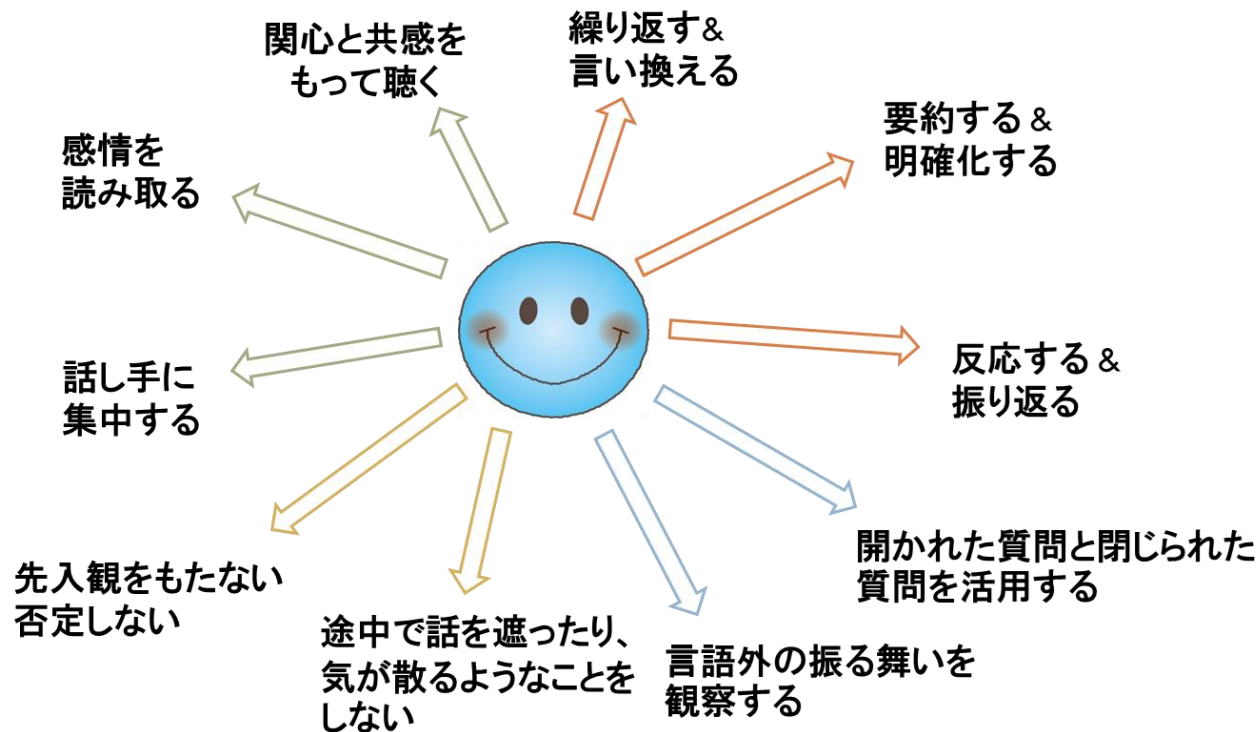 関心と共感を
もって聴く
繰り返す&
言い換える
要約する &
明確化する
感情を
読み取る
反応する &
振り返る
話し手に
集中する
開かれた質問と閉じられた
質問を活用する
先入観をもたない
否定しない
途中で話を遮ったり、
気が散るようなことを
しない
言語外の振る舞いを
観察する